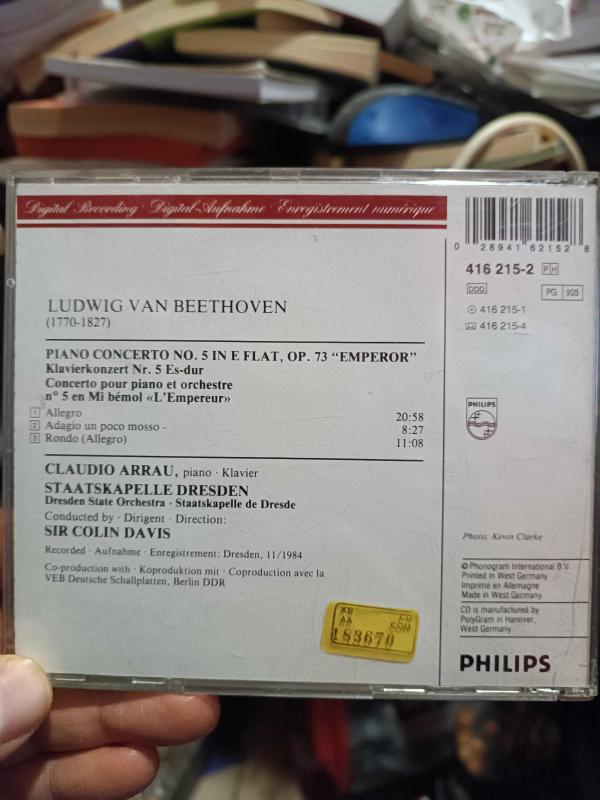 Digital Recording · Digital-Aufnahme · Enregistrement numérique
LUDWIG VAN BEETHOVEN
(1770-1827)
PIANO CONCERTO NO. 5 IN E FLAT, OP. 73 “EMPEROR”
Klavierkonzert Nr. 5 Es-dur
Concerto pour piano et orchestre
n° 5 en Mi bémol «L'Empereur»
1 Allegro 20:58
2 Adagio un poco mosso - 8:27
3 Rondo (Allegro) 11:08
CLAUDIO ARRAU, piano · Klavier
STAATSKAPELLE DRESDEN
Dresden State Orchestra · Staatskapelle de Dresde
Conducted by · Dirigent · Direction:
SIR COLIN DAVIS
Recorded · Aufnahme · Enregistrement: Dresden, 11/1984
Co-production with · Koproduktion mit · Coproduction avec la
VEB Deutsche Schallplatten, Berlin DDR
KB CD
AA COM
183670
0 28941 62152 8
416 215-2 PH
DDD PG 925
416 215-1
416 215-4
PHILIPS
Photo: Kevin Clarke
℗ Phonogram International B.V.
Printed in West Germany
Imprimé en Allemagne
Made in West Germany
CD is manufactured by
PolyGram in Hanover,
West Germany
PHILIPS